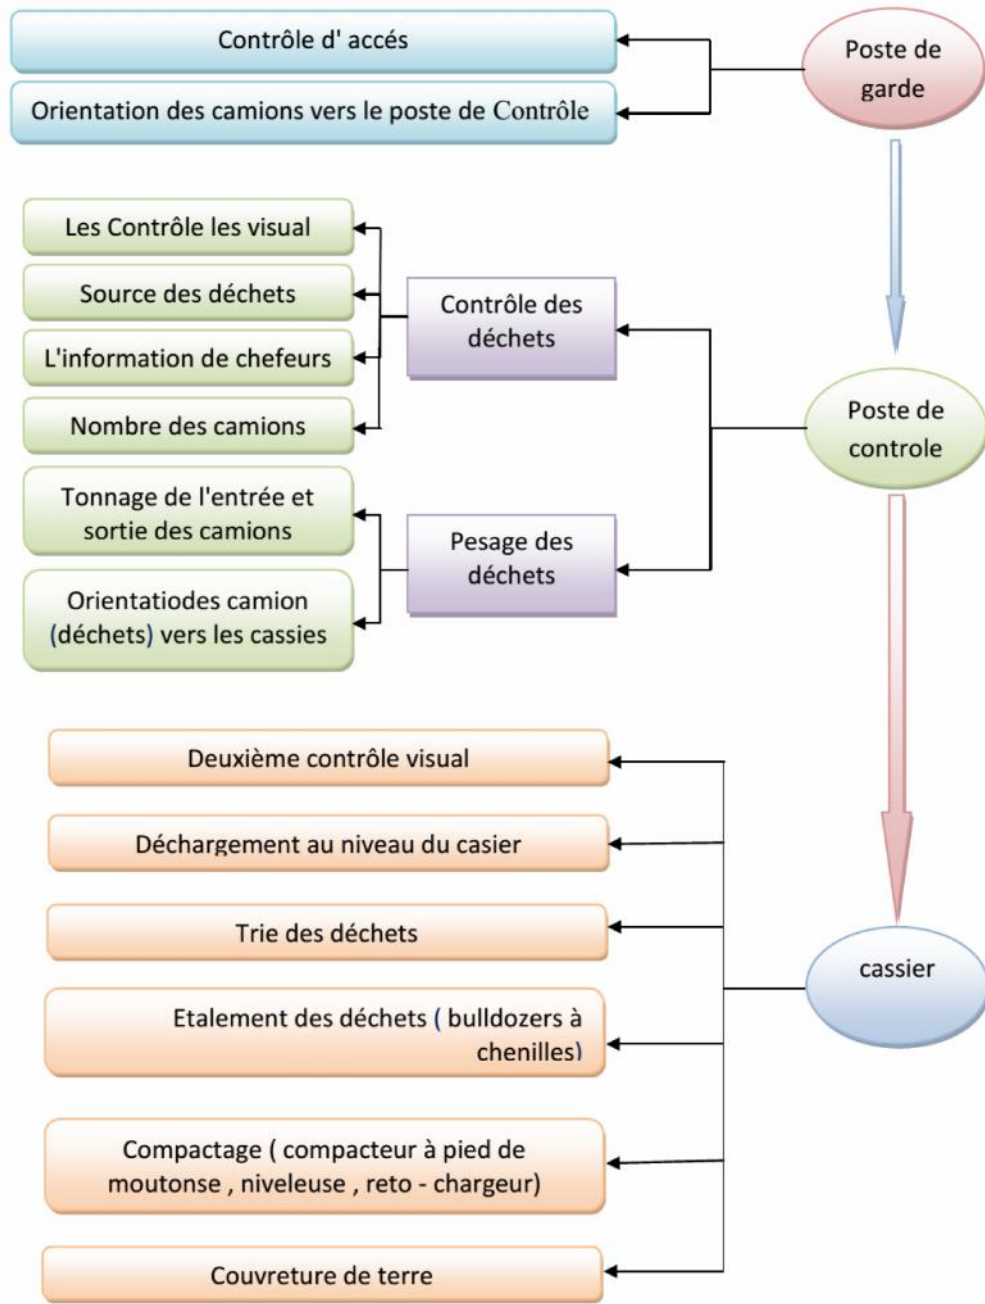 Contrôle d' accés
Orientation des camions vers le poste de Contrôle
Poste de
garde
Les Contrôle les visual
Source des déchets
L'information de chefeurs
Nombre des camions
Contrôle des
déchets
Tonnage de l'entrée et
sortie des camions
Orientatiodes camion
(déchets) vers les cassies
Pesage des
déchets
Poste de
controle
Deuxième contrôle visual
Déchargement au niveau du casier
Trie des déchets
Etalement des déchets ( bulldozers à
chenilles)
Compactage ( compacteur à pied de
moutonse , niveleuse , reto - chargeur)
Couvreture de terre
cassier